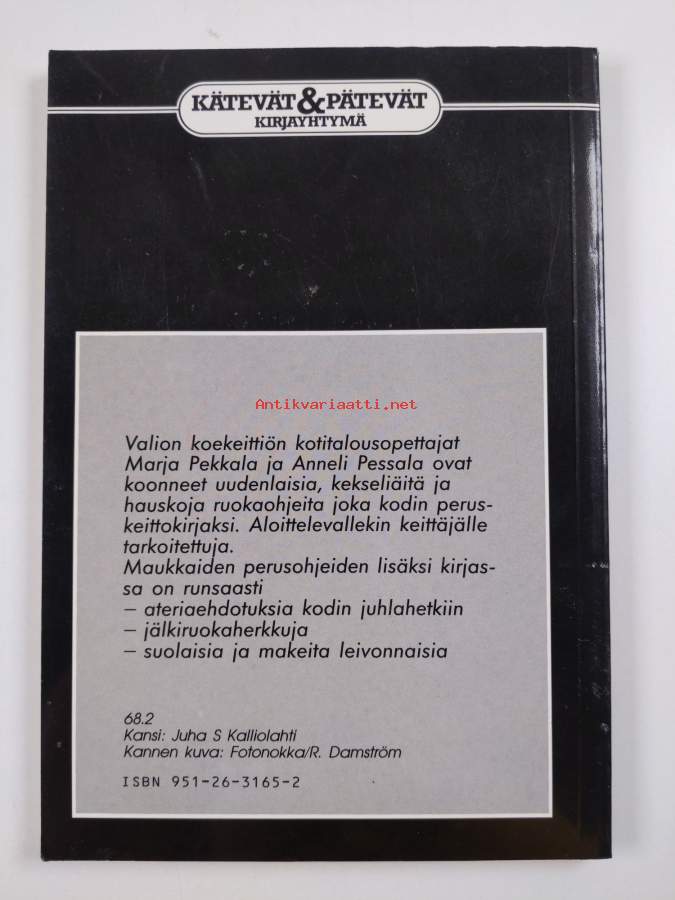 KÄTEVÄT & PÄTEVÄT
KIRJAYHTYMÄ
Antikvariaatti.net
Valion koekeittiön kotitalousopettajat
Marja Pekkala ja Anneli Pessala ovat
koonneet uudenlaisia, kekseliäitä ja
hauskoja ruokaohjeita joka kodin perus-
keittokirjaksi. Aloittelevallekin keittäjälle
tarkoitettuja.
Maukkaiden perusohjeiden lisäksi kirjas-
sa on runsaasti
– ateriaehdotuksia kodin juhlahetkiin
– jälkiruokaherkkuja
– suolaisia ja makeita leivonnaisia
68.2
Kansi: Juha S Kalliolahti
Kannen kuva: Fotonokka/R. Damström
ISBN 951-26-3165-2